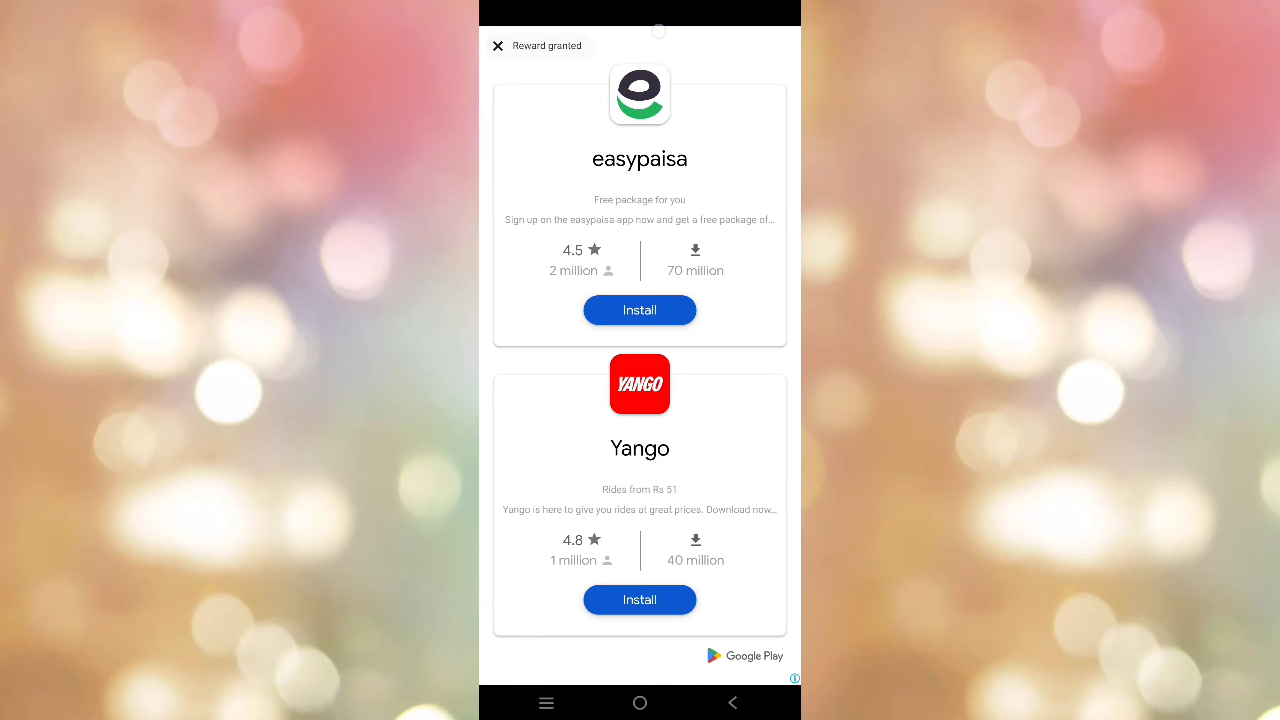 Reward granted
easypaisa
Free package for you
Sign up on the easypaisa app now and get a free package of...
4.5
2 million
70 million
Install
YANGO
Yango
Rides from Rs 51
Yango is here to give you rides at great prices. Download now...
4.8
1 million
40 million
Install
Google Play